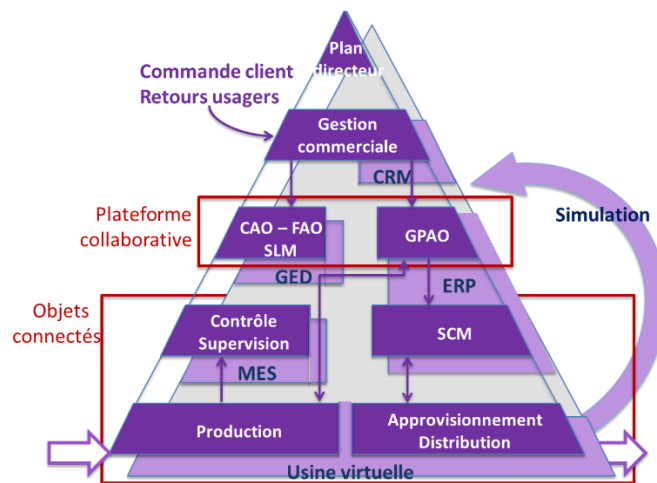 Plan
directeur
Commande client
Retours usagers
Gestion
commerciale
CRM
Simulation
Plateforme
collaborative
CAO – FAO
SLM
GPAO
GED
ERP
Objets
connectés
Contrôle
Supervision
SCM
MES
Production
Approvisionnement
Distribution
Usine virtuelle